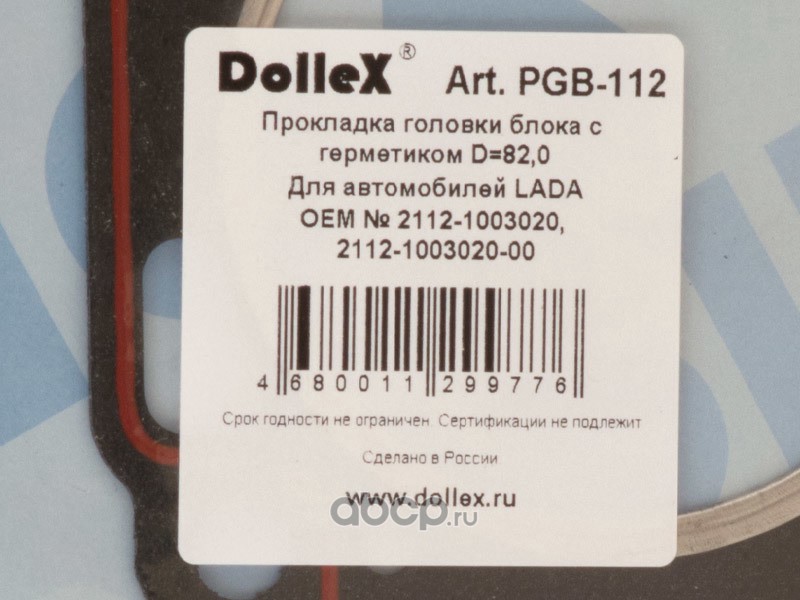 DolleX® Art. PGB-112
Прокладка головки блока с
герметиком D=82,0
Для автомобилей LADA
OEM № 2112-1003020,
2112-1003020-00
4 680011 299776
Срок годности не ограничен. Сертификации не подлежит
Сделано в России
www.dollex.ru
docp.ru